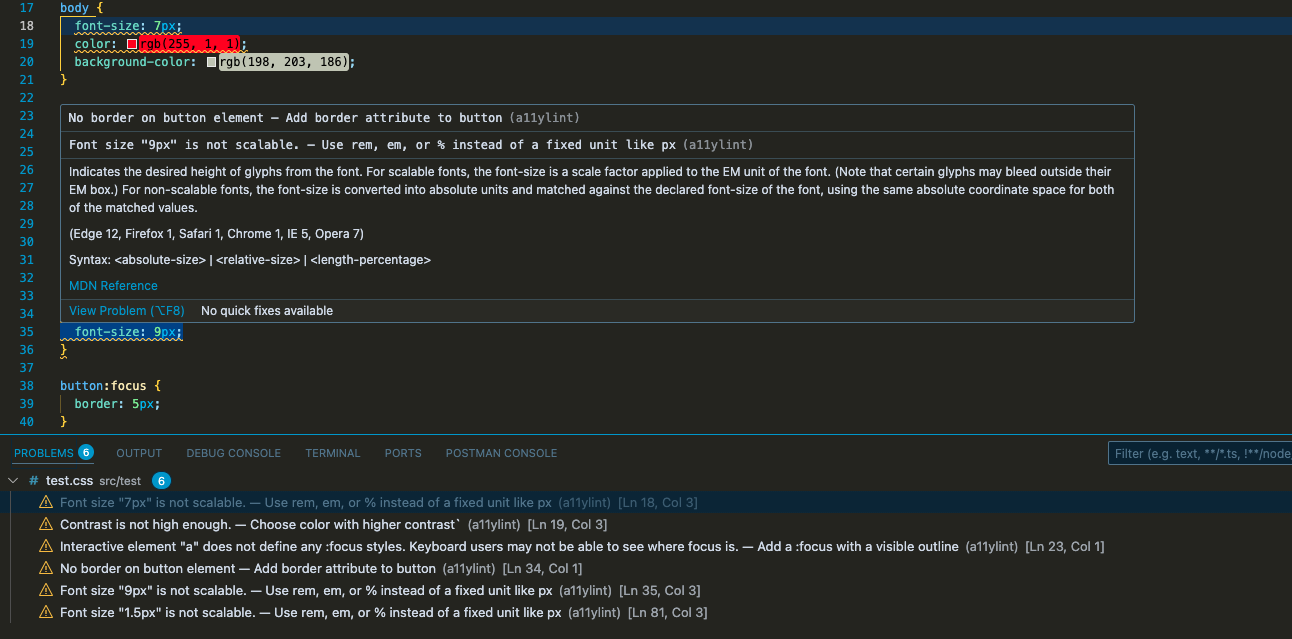 17 body {
18 font-size: 7px;
19 color: rgb(255, 1, 1);
20 background-color: rgb(198, 203, 186);
21 }
22
23
24
25
26
27
28
29
30
31
32
33
34
No border on button element — Add border attribute to button (a11ylint)
Font size "9px" is not scalable. — Use rem, em, or % instead of a fixed unit like px (a11ylint)
Indicates the desired height of glyphs from the font. For scalable fonts, the font-size is a scale factor applied to the EM unit of the font. (Note that certain glyphs may bleed outside their
EM box.) For non-scalable fonts, the font-size is converted into absolute units and matched against the declared font-size of the font, using the same absolute coordinate space for both
of the matched values.
(Edge 12, Firefox 1, Safari 1, Chrome 1, IE 5, Opera 7)
Syntax: <absolute-size> | <relative-size> | <length-percentage>
MDN Reference
View Problem (⌥F8) No quick fixes available
35 font-size: 9px;
36 }
37
38 button:focus {
39 border: 5px;
40 }
PROBLEMS 6 OUTPUT DEBUG CONSOLE TERMINAL PORTS POSTMAN CONSOLE Filter (e.g. text, **/*.ts, !**/node
# test.css src/test 6
Font size "7px" is not scalable. — Use rem, em, or % instead of a fixed unit like px (a11ylint) [Ln 18, Col 3]
Contrast is not high enough. — Choose color with higher contrast` (a11ylint) [Ln 19, Col 3]
Interactive element "a" does not define any :focus styles. Keyboard users may not be able to see where focus is. — Add a :focus with a visible outline (a11ylint) [Ln 23, Col 1]
No border on button element — Add border attribute to button (a11ylint) [Ln 34, Col 1]
Font size "9px" is not scalable. — Use rem, em, or % instead of a fixed unit like px (a11ylint) [Ln 35, Col 3]
Font size "1.5px" is not scalable. — Use rem, em, or % instead of a fixed unit like px (a11ylint) [Ln 81, Col 3]